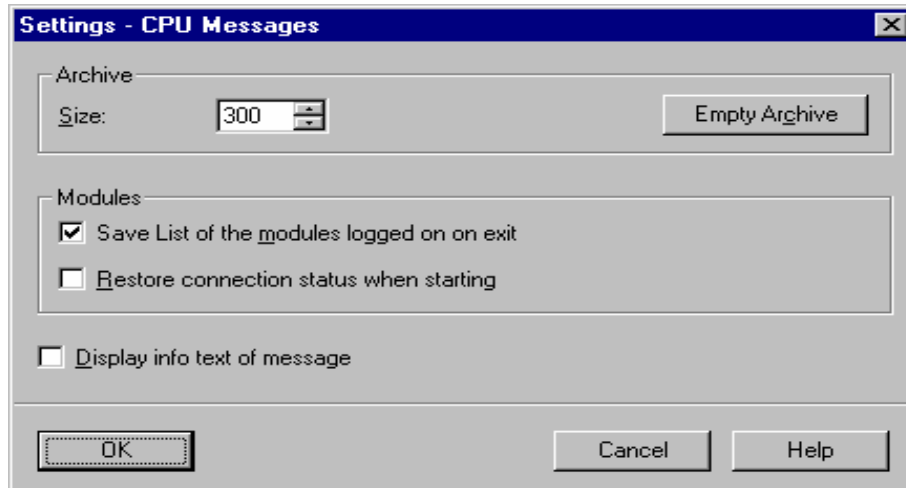 Settings - CPU Messages
Archive
Size: 300 Empty Archive
Modules
Save List of the modules logged on on exit
Restore connection status when starting
Display info text of message
OK Cancel Help